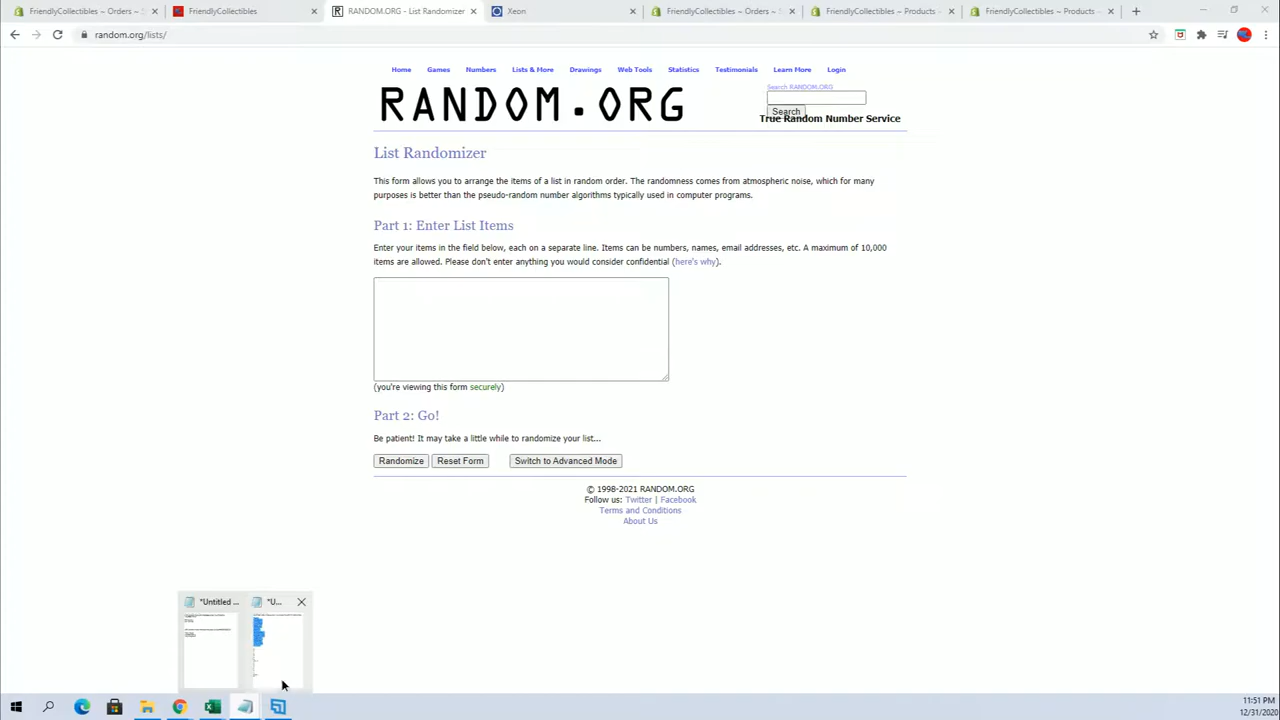 FriendlyCollectibles ~ Orders ~ S
FriendlyCollectibles
RANDOM.ORG - List Randomizer
Xeon
FriendlyCollectibles ~ Orders ~ S
FriendlyCollectibles ~ Products ~
FriendlyCollectibles ~ Products ~
random.org/lists/
Home Games Numbers Lists & More Drawings Web Tools Statistics Testimonials Learn More Login
RANDOM.ORG
Search RANDOM.ORG
Search
True Random Number Service
List Randomizer
This form allows you to arrange the items of a list in random order. The randomness comes from atmospheric noise, which for many
purposes is better than the pseudo-random number algorithms typically used in computer programs.
Part 1: Enter List Items
Enter your items in the field below, each on a separate line. Items can be numbers, names, email addresses, etc. A maximum of 10,000
items are allowed. Please don't enter anything you would consider confidential (here's why).
(you're viewing this form securely)
Part 2: Go!
Be patient! It may take a little while to randomize your list...
Randomize Reset Form Switch to Advanced Mode
© 1998-2021 RANDOM.ORG
Follow us: Twitter | Facebook
Terms and Conditions
About Us
*Untitled ... *U...
11:51 PM
12/31/2020